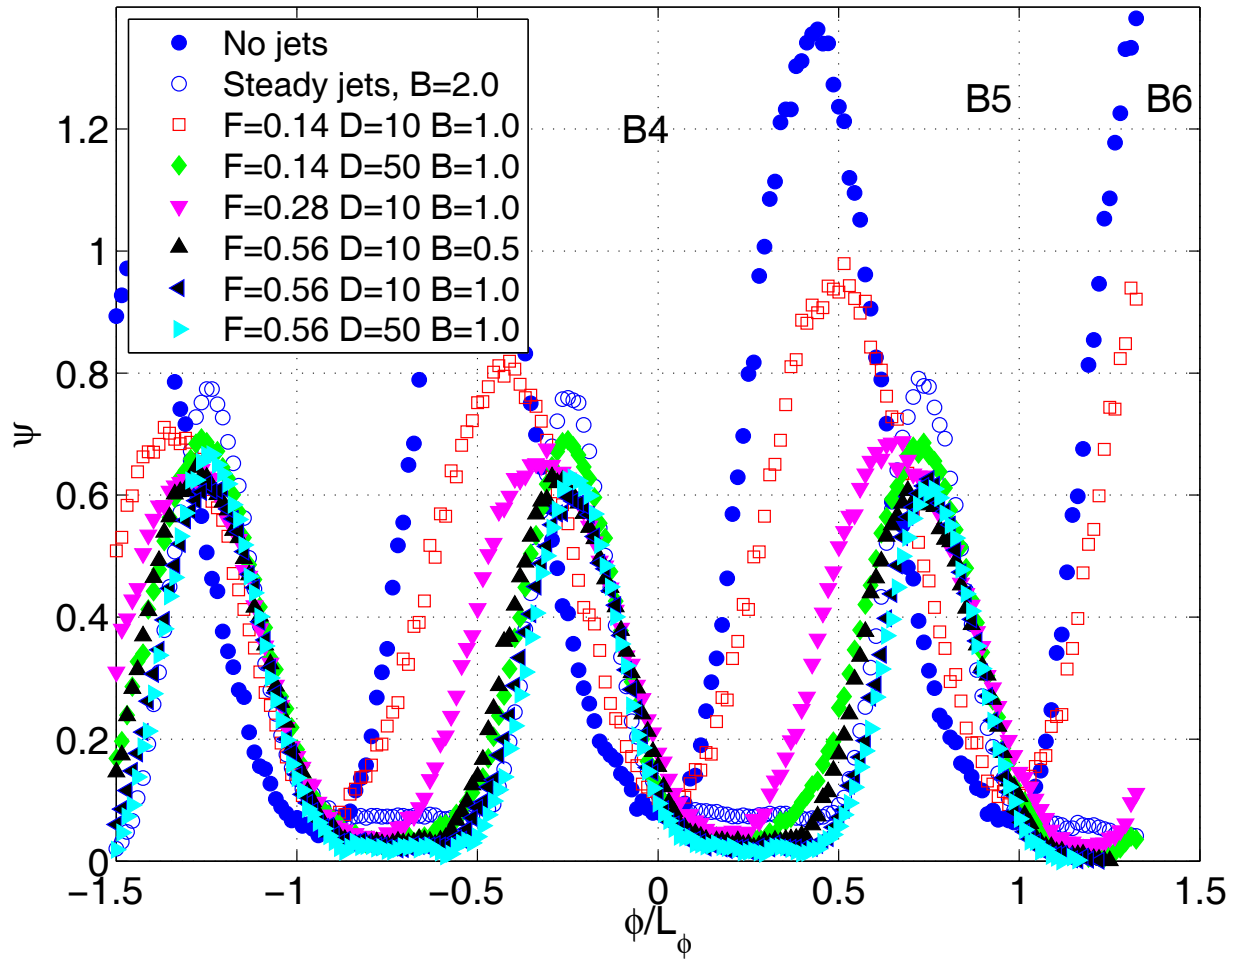 No jets
Steady jets, B=2.0
F=0.14 D=10 B=1.0
F=0.14 D=50 B=1.0
F=0.28 D=10 B=1.0
F=0.56 D=10 B=0.5
F=0.56 D=10 B=1.0
F=0.56 D=50 B=1.0
B4
B5
B6
1.2
1
0.8
0.6
0.4
0.2
0
ψ
−1.5
−1
−0.5
0
0.5
1
1.5
ϕ/L_ϕ